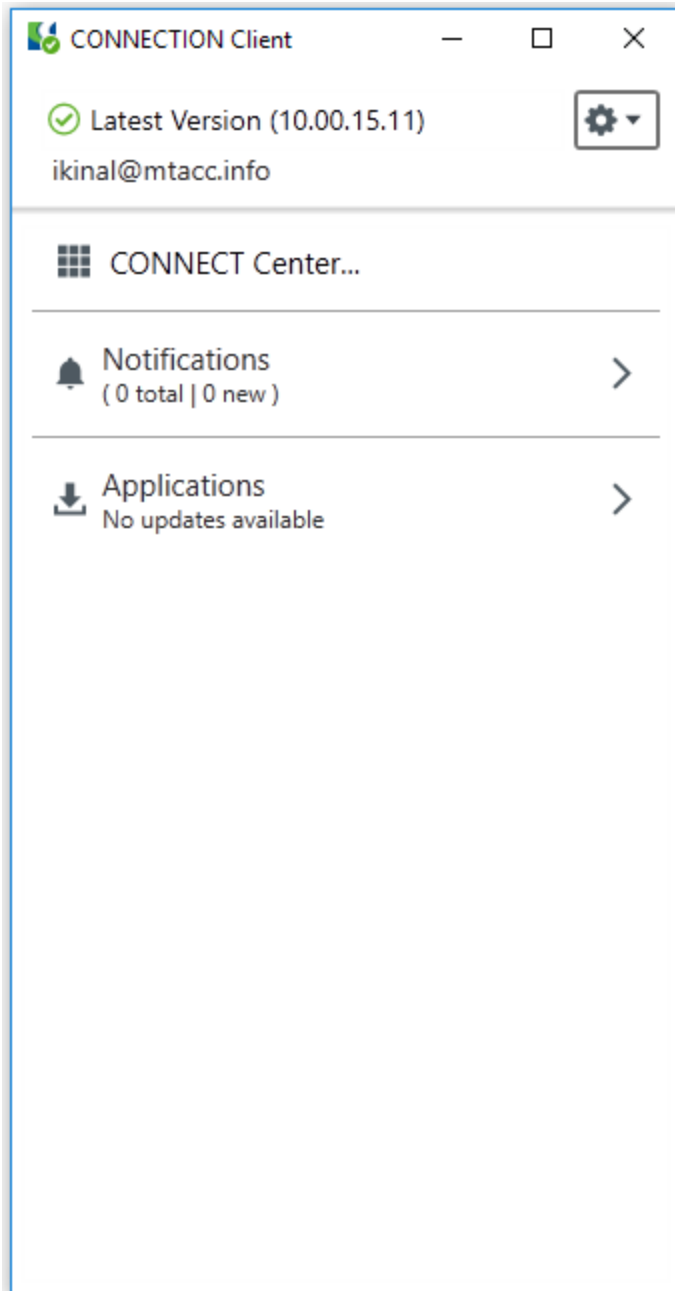 CONNECTION Client
Latest Version (10.00.15.11)
ikinal@mtacc.info
CONNECT Center...
Notifications
( 0 total | 0 new )
Applications
No updates available